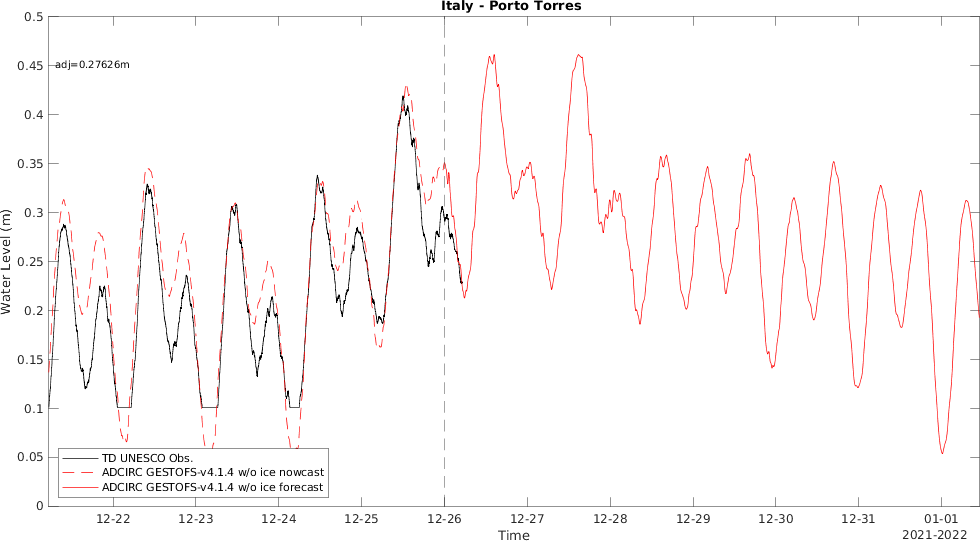 Italy - Porto Torres
0.5
0.45
0.4
0.35
0.3
0.25
0.2
0.15
0.1
0.05
0
Water Level (m)
adj=0.27626m
TD UNESCO Obs.
ADCIRC GESTOFS-v4.1.4 w/o ice nowcast
ADCIRC GESTOFS-v4.1.4 w/o ice forecast
12-22 12-23 12-24 12-25 12-26 12-27 12-28 12-29 12-30 12-31 01-01
Time
2021-2022